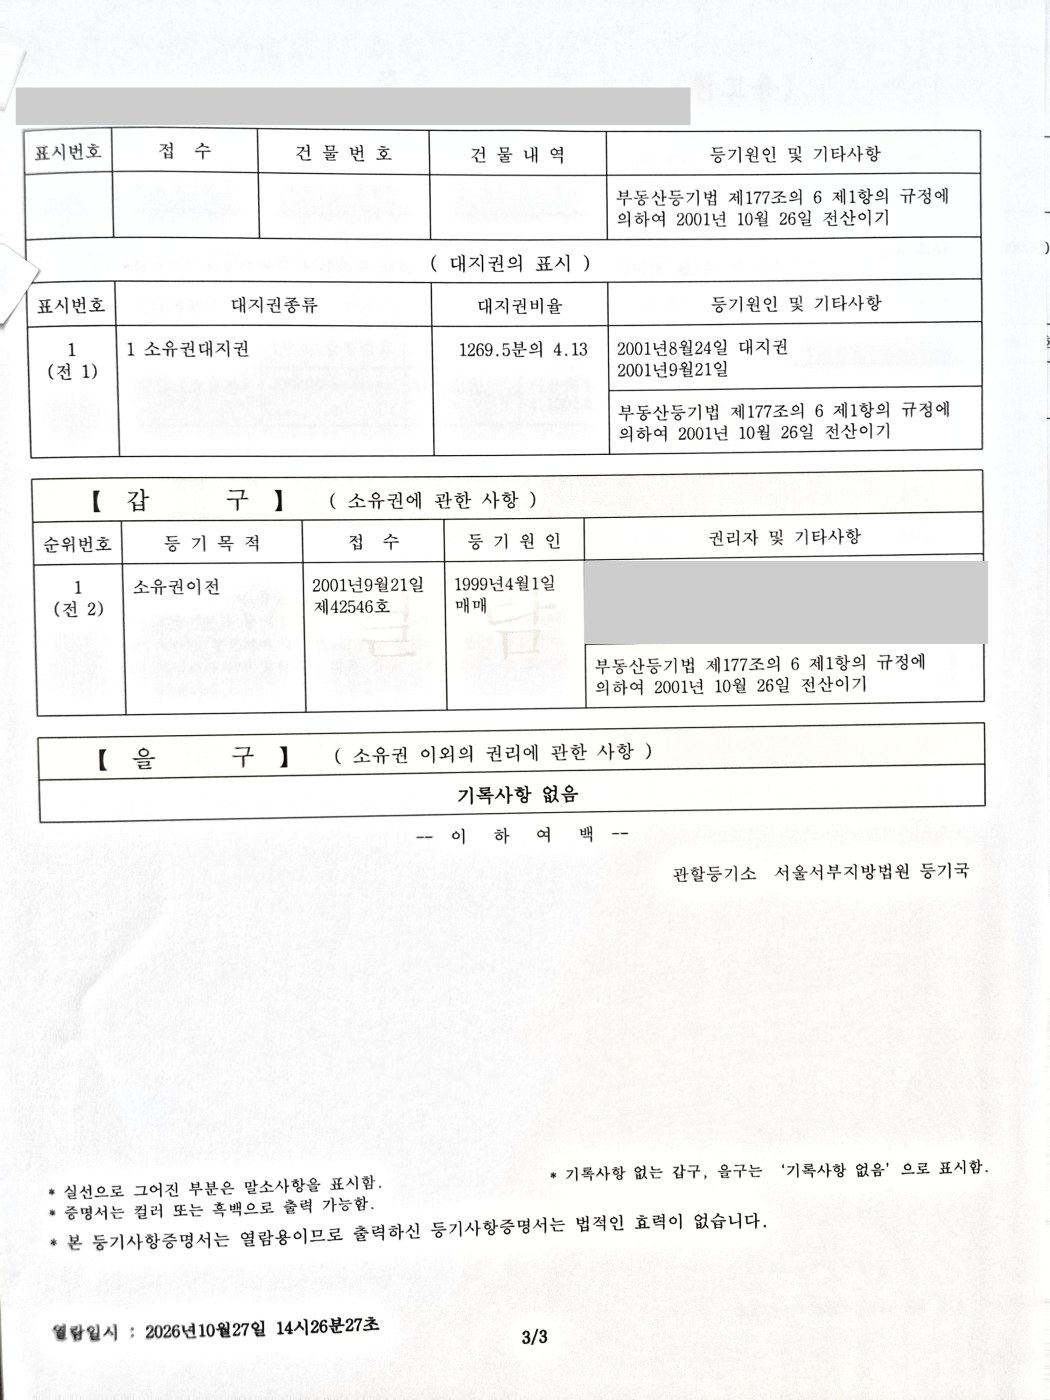 표시번호 접 수 건 물 번 호 건 물 내 역 등기원인 및 기타사항
부동산등기법 제177조의 6 제1항의 규정에
의하여 2001년 10월 26일 전산이기
( 대지권의 표시 )
표시번호 대지권종류 대지권비율 등기원인 및 기타사항
1 1 소유권대지권 1269.5분의 4.13 2001년8월24일 대지권
(전 1) 2001년9월21일
부동산등기법 제177조의 6 제1항의 규정에
의하여 2001년 10월 26일 전산이기
【 갑 구 】 ( 소유권에 관한 사항 )
순위번호 등 기 목 적 접 수 등 기 원 인 권리자 및 기타사항
1 소유권이전 2001년9월21일 1999년4월1일
(전 2) 제42546호 매매
부동산등기법 제177조의 6 제1항의 규정에
의하여 2001년 10월 26일 전산이기
【 을 구 】 ( 소유권 이외의 권리에 관한 사항 )
기록사항 없음
-- 이 하 여 백 --
관할등기소 서울서부지방법원 등기국
* 실선으로 그어진 부분은 말소사항을 표시함. * 기록사항 없는 갑구, 을구는 '기록사항 없음' 으로 표시함.
* 증명서는 컬러 또는 흑백으로 출력 가능함.
* 본 등기사항증명서는 열람용이므로 출력하신 등기사항증명서는 법적인 효력이 없습니다.
열람일시 : 2026년10월27일 14시26분27초 3/3